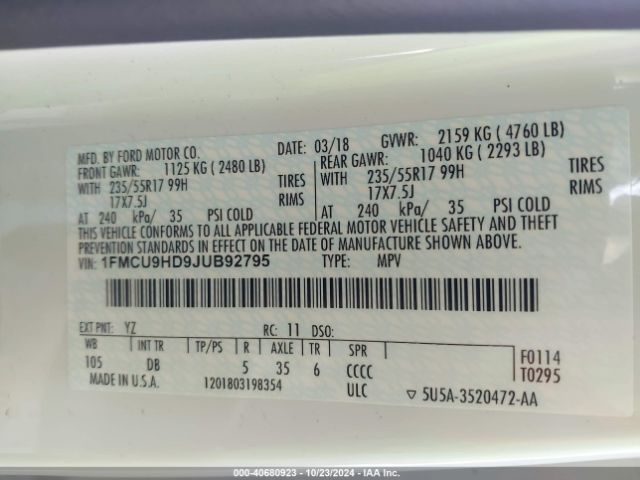 MFD. BY FORD MOTOR CO. DATE: 03/18 GVWR: 2159 KG ( 4760 LB)
FRONT GAWR: 1125 KG ( 2480 LB) REAR GAWR: 1040 KG ( 2293 LB)
WITH 235/55R17 99H TIRES WITH 235/55R17 99H TIRES
17X7.5J RIMS 17X7.5J RIMS
AT 240 kPa/ 35 PSI COLD AT 240 kPa/ 35 PSI COLD
THIS VEHICLE CONFORMS TO ALL APPLICABLE FEDERAL MOTOR VEHICLE SAFETY AND THEFT
PREVENTION STANDARDS IN EFFECT ON THE DATE OF MANUFACTURE SHOWN ABOVE.
VIN: 1FMCU9HD9JUB92795 TYPE: MPV
EXT PNT: YZ RC: 11 DSO:
WB INT TR TP/PS R AXLE TR SPR F0114
105 DB 5 35 6 CCCC T0295
MADE IN U.S.A. 1201803198354 ULC ▽ 5U5A-3520472-AA
000-40680923 - 10/23/2024 - IAA Inc.